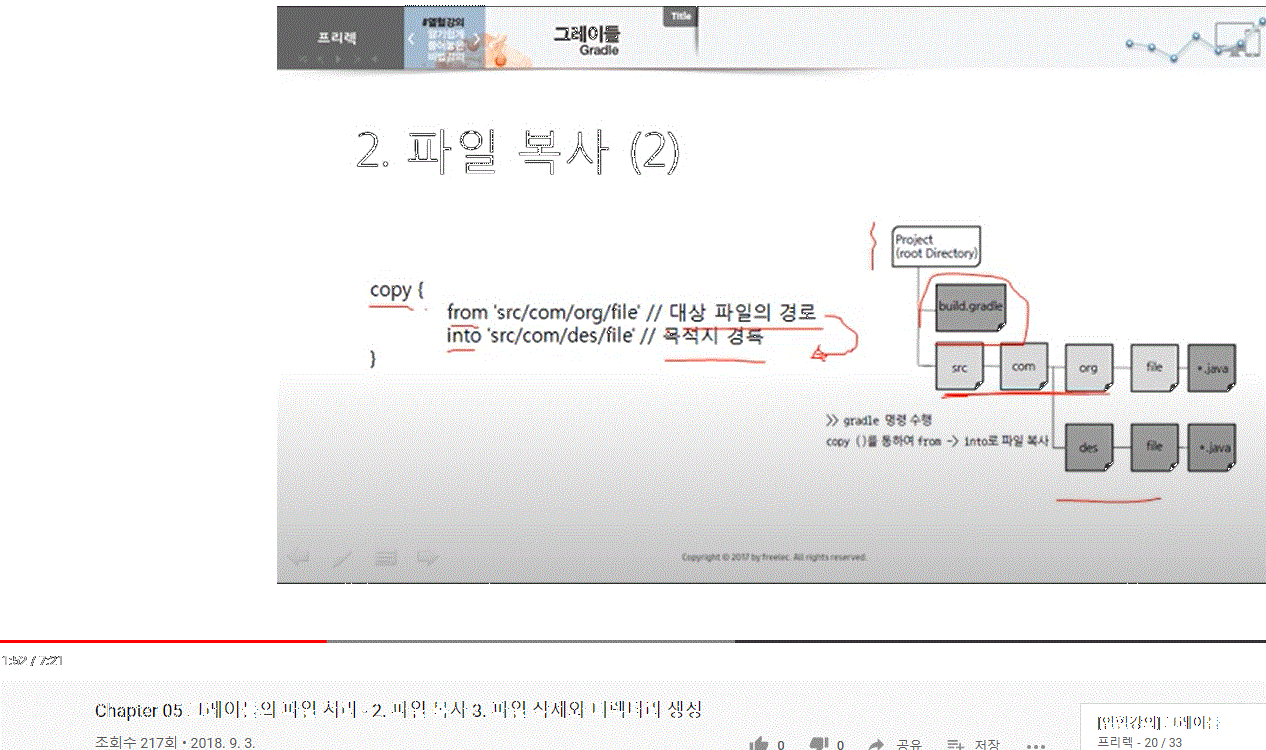 프리렉
#열혈강의
그레이들
Gradle
Title
2. 파일 복사 (2)
copy {
from 'src/com/org/file' // 대상 파일의 경로
into 'src/com/des/file' // 목적지 경로
}
Project
(root Directory)
build.gradle
src
com
org
file
*.java
>> gradle 명령 수행
copy ()를 통하여 from -> into로 파일 복사
des
file
*.java
Copyright © 2017 by freelec. All rights reserved.
1:52 / 7:21
Chapter 05. 그레이들의 파일 처리 - 2. 파일 복사 3. 파일 삭제와 디렉터리 생성
조회수 217회 • 2018. 9. 3.
0
0
공유
저장
[열혈강의] 그레이들
프리렉 - 20 / 33